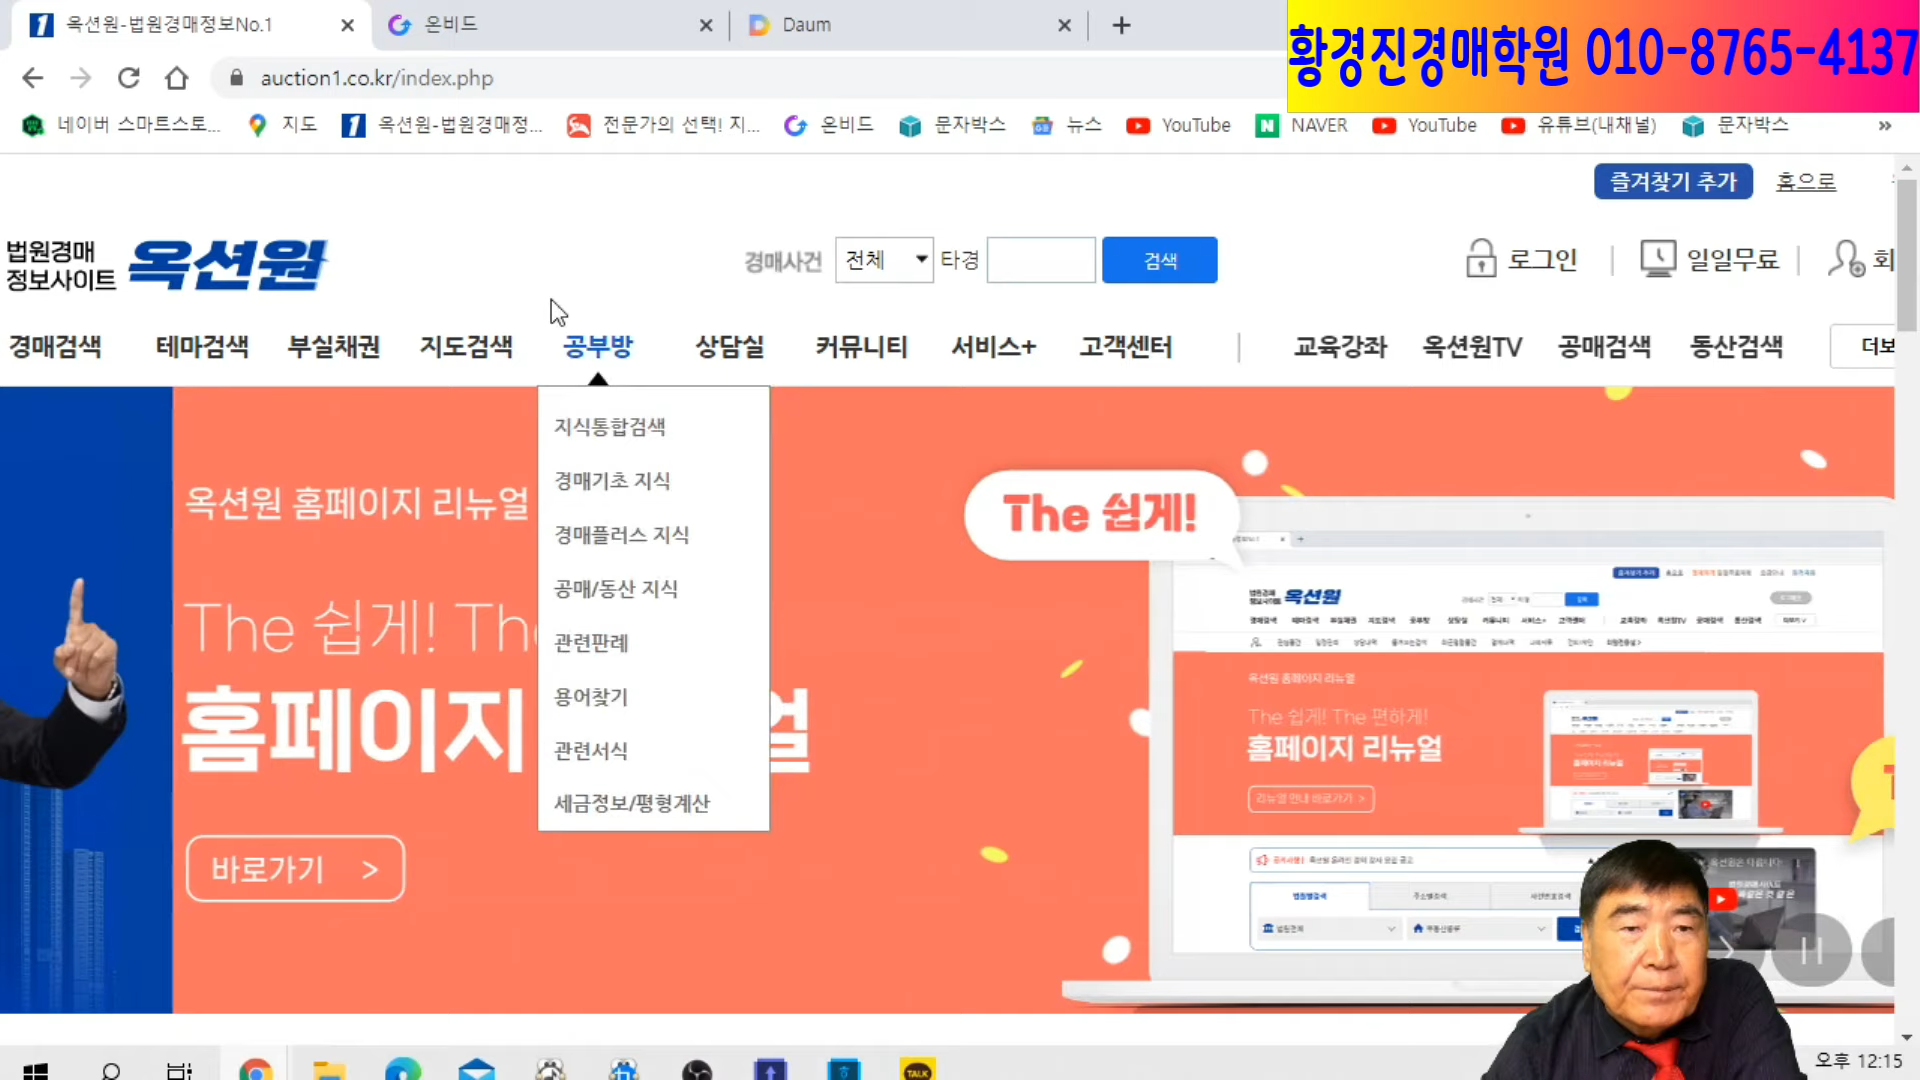 옥션원-법원경매정보No.1
온비드
Daum
황경진경매학원 010-8765-4137
auction1.co.kr/index.php
네이버 스마트스토...
지도
옥션원-법원경매정...
전문가의 선택! 지...
온비드
문자박스
뉴스
YouTube
NAVER
YouTube
유튜브(내채널)
문자박스
즐겨찾기 추가
홈으로
법원경매
정보사이트
옥션원
경매사건
전체
타경
검색
로그인
일일무료
회
경매검색
테마검색
부실채권
지도검색
공부방
상담실
커뮤니티
서비스+
고객센터
교육강좌
옥션원TV
공매검색
동산검색
더보
지식통합검색
경매기초 지식
경매플러스 지식
공매/동산 지식
관련판례
용어찾기
관련서식
세금정보/평형계산
옥션원 홈페이지 리뉴얼
The 쉽게! Th
홈페이지
얼
바로가기 >
The 쉽게!
옥션원
옥션원 홈페이지 리뉴얼
The 쉽게! The 편하게!
홈페이지 리뉴얼
리뉴얼 안내 바로가기 >
TALK
오후 12:15